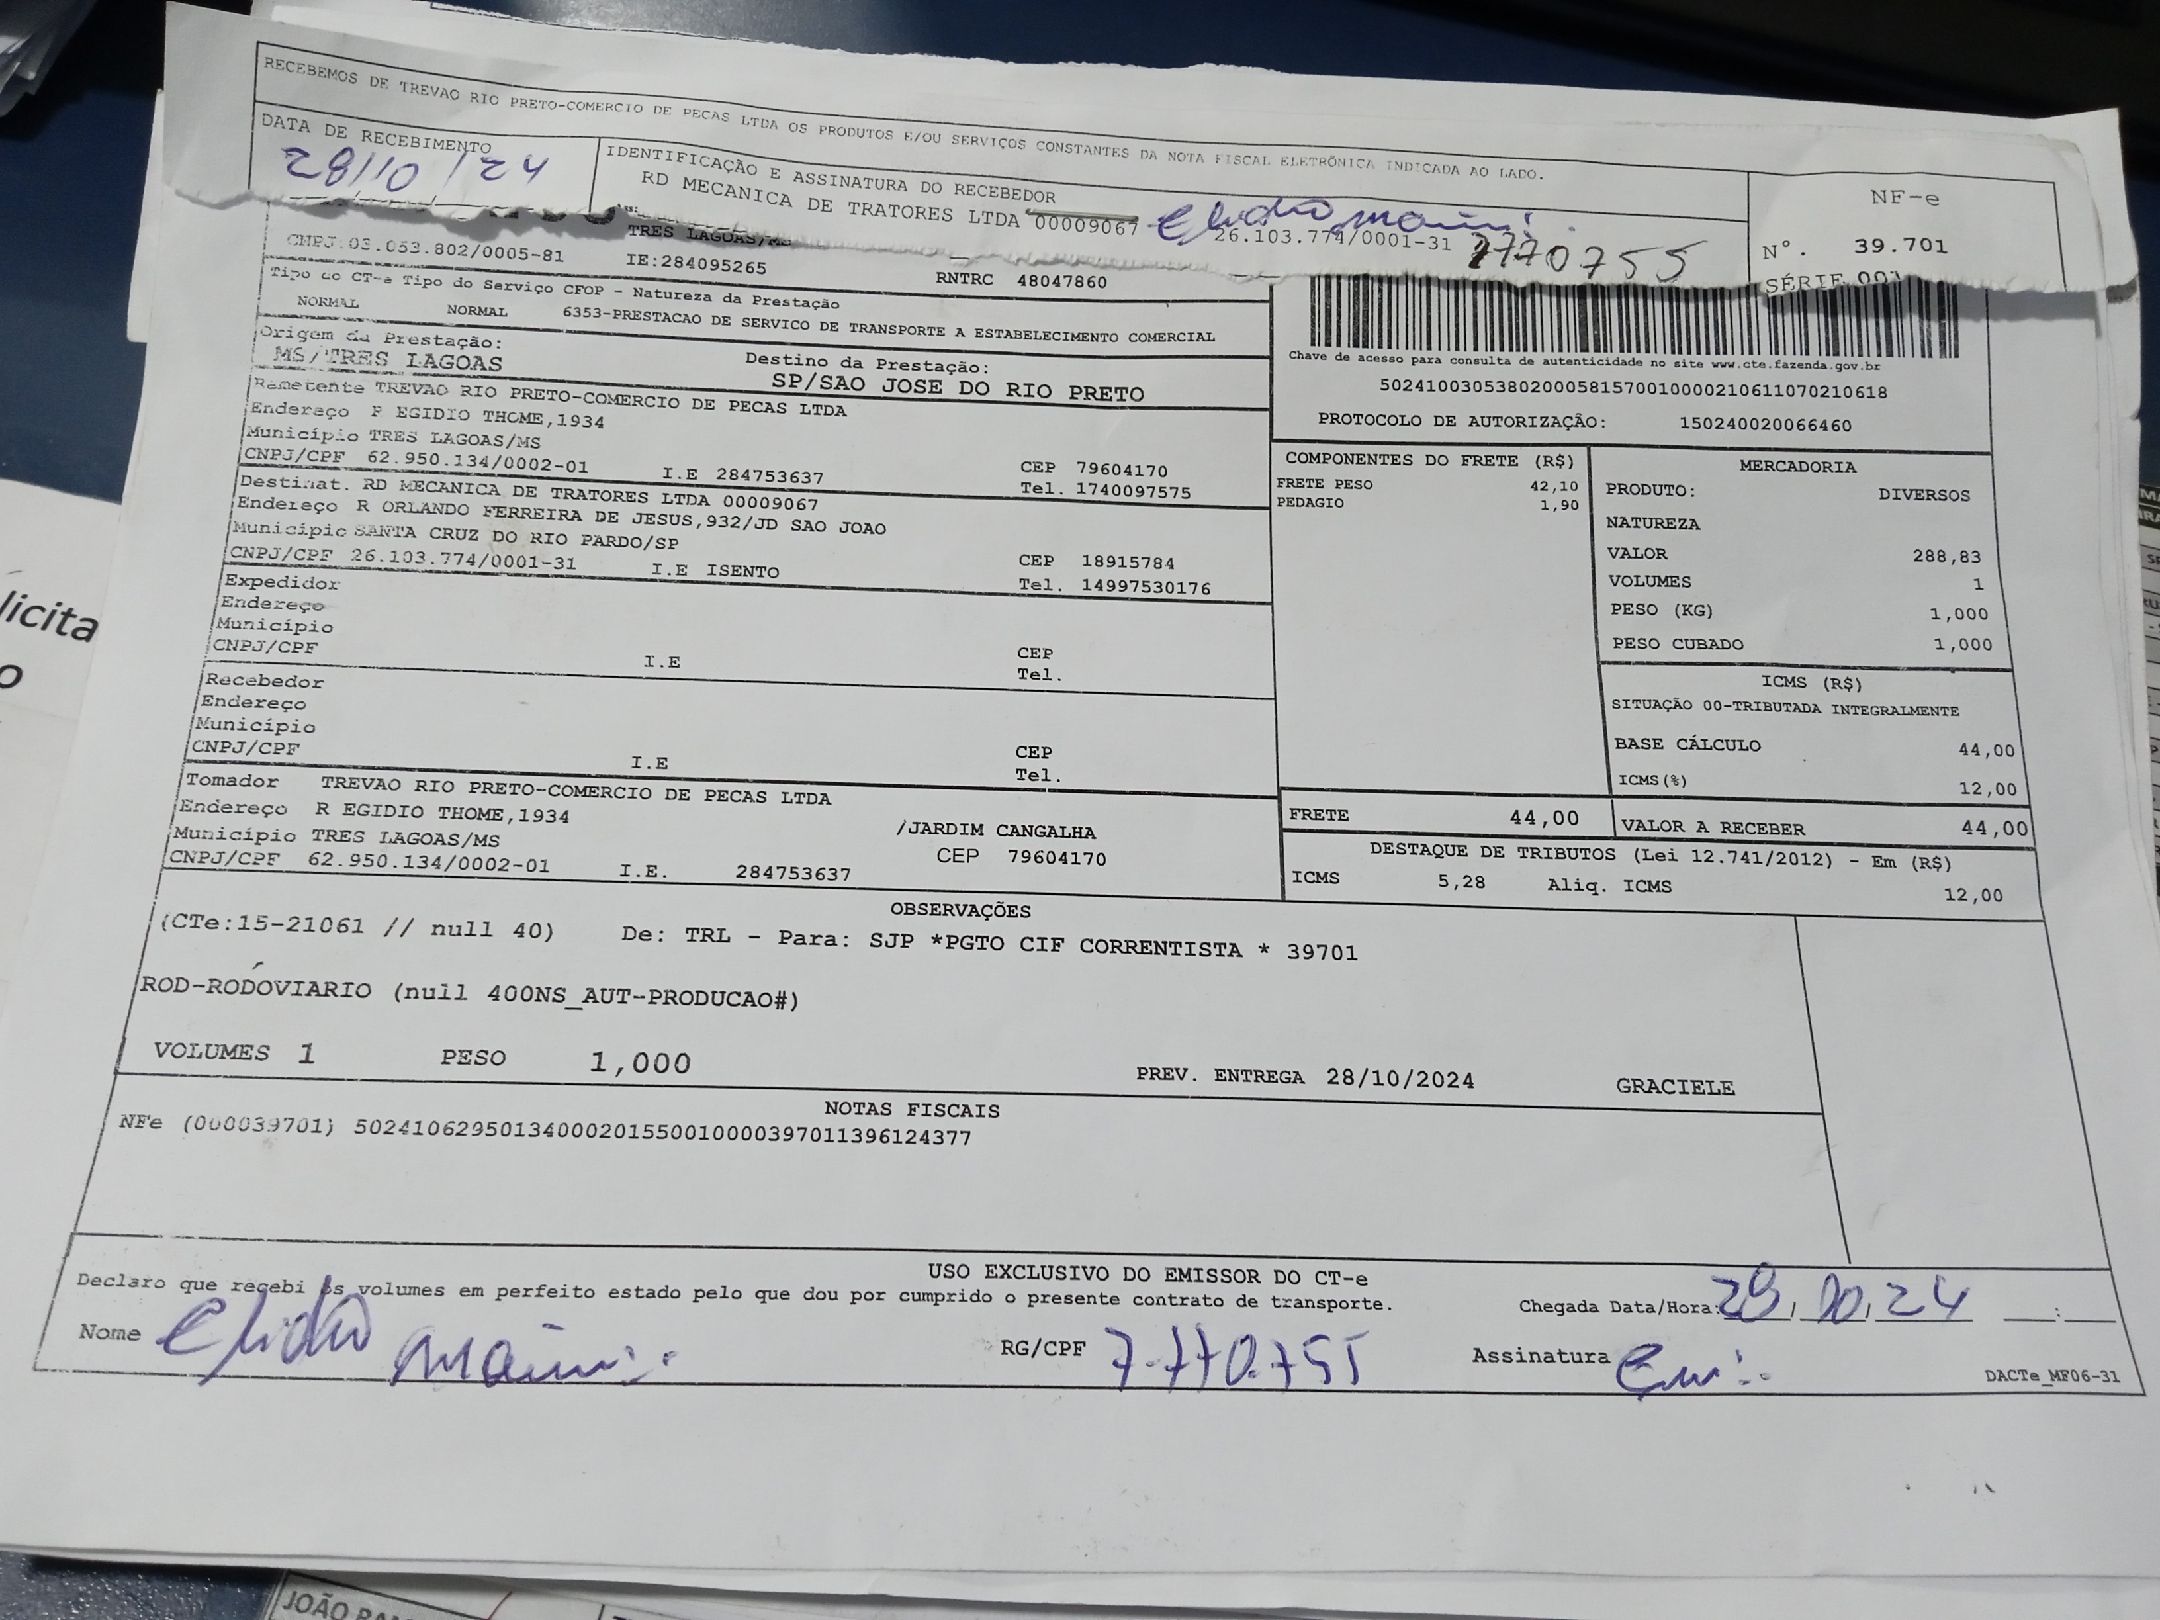 RECEBEMOS DE TREVAO RIO PRETO-COMERCIO DE PECAS LTDA OS PRODUTOS E/OU SERVIÇOS CONSTANTES DA NOTA FISCAL ELETRÔNICA INDICADA AO LADO.
DATA DE RECEBIMENTO
28/10/24
IDENTIFICAÇÃO E ASSINATURA DO RECEBEDOR
RD MECANICA DE TRATORES LTDA 00009067
26.103.774/0001-31 7770755
NF-e
Nº. 39.701
SÉRIE 001
TRES LAGOAS/MS
CNPJ.03.053.802/0005-81 IE:284095265 RNTRC 48047860
Tipo do CT-e Tipo do Serviço CFOP - Natureza da Prestação
NORMAL NORMAL 6353-PRESTACAO DE SERVICO DE TRANSPORTE A ESTABELECIMENTO COMERCIAL
Origem da Prestação: Destino da Prestação:
MS/TRES LAGOAS SP/SAO JOSE DO RIO PRETO
Chave de acesso para consulta de autenticidade no site www.cte.fazenda.gov.br
50241003053802000581570010000210611070210618
PROTOCOLO DE AUTORIZAÇÃO: 150240020066460
Remetente TREVAO RIO PRETO-COMERCIO DE PECAS LTDA
Endereço R EGIDIO THOME,1934
Município TRES LAGOAS/MS CEP 79604170
CNPJ/CPF 62.950.134/0002-01 I.E 284753637 Tel. 1740097575
Destinat. RD MECANICA DE TRATORES LTDA 00009067
Endereço R ORLANDO FERREIRA DE JESUS,932/JD SAO JOAO
Município SANTA CRUZ DO RIO PARDO/SP CEP 18915784
CNPJ/CPF 26.103.774/0001-31 I.E ISENTO Tel. 14997530176
Expedidor
Endereço
Município CEP
CNPJ/CPF I.E Tel.
Recebedor
Endereço
Município CEP
CNPJ/CPF I.E Tel.
Tomador TREVAO RIO PRETO-COMERCIO DE PECAS LTDA
Endereço R EGIDIO THOME,1934 /JARDIM CANGALHA
Município TRES LAGOAS/MS CEP 79604170
CNPJ/CPF 62.950.134/0002-01 I.E. 284753637
COMPONENTES DO FRETE (R$)
FRETE PESO 42,10
PEDAGIO 1,90
MERCADORIA
PRODUTO: DIVERSOS
NATUREZA
VALOR 288,83
VOLUMES 1
PESO (KG) 1,000
PESO CUBADO 1,000
ICMS (R$)
SITUAÇÃO 00-TRIBUTADA INTEGRALMENTE
BASE CÁLCULO 44,00
ICMS(%) 12,00
FRETE 44,00 VALOR A RECEBER 44,00
DESTAQUE DE TRIBUTOS (Lei 12.741/2012) - Em (R$)
ICMS 5,28 Aliq. ICMS 12,00
OBSERVAÇÕES
(CTe:15-21061 // null 40) De: TRL - Para: SJP *PGTO CIF CORRENTISTA * 39701
ROD-RODOVIARIO (null 400NS_AUT-PRODUCAO#)
VOLUMES 1 PESO 1,000 PREV. ENTREGA 28/10/2024 GRACIELE
NOTAS FISCAIS
NFe (000039701) 50241062950134000201550010000397011396124377
USO EXCLUSIVO DO EMISSOR DO CT-e
Declaro que recebi os volumes em perfeito estado pelo que dou por cumprido o presente contrato de transporte. Chegada Data/Hora: 28/10/24 :
Nome RG/CPF 7.770.755 Assinatura
DACTe_MF06-31
licita
o
JOÃO